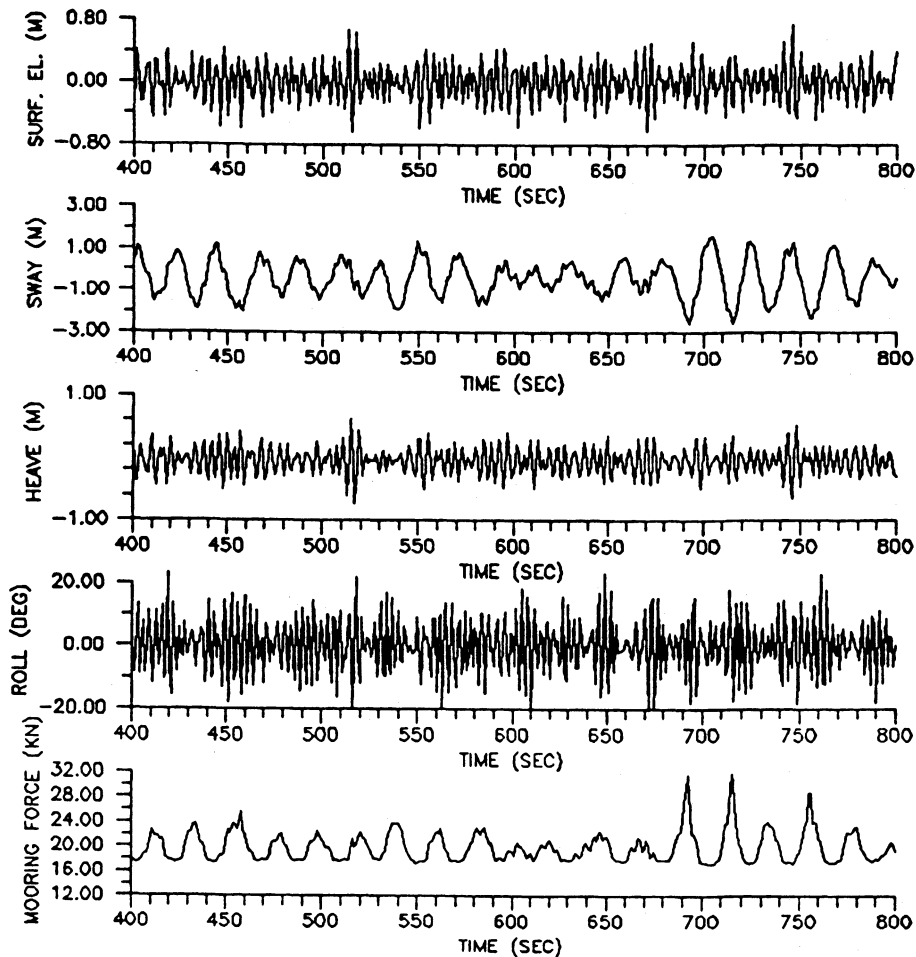 SURF. EL. (M)
0.80
0.00
-0.80
400 450 500 550 600 650 700 750 800
TIME (SEC)
SWAY (M)
3.00
1.00
-1.00
-3.00
400 450 500 550 600 650 700 750 800
TIME (SEC)
HEAVE (M)
1.00
-1.00
400 450 500 550 600 650 700 750 800
TIME (SEC)
ROLL (DEG)
20.00
0.00
-20.00
400 450 500 550 600 650 700 750 800
TIME (SEC)
MOORING FORCE (KN)
32.00
28.00
24.00
20.00
16.00
12.00
400 450 500 550 600 650 700 750 800
TIME (SEC)